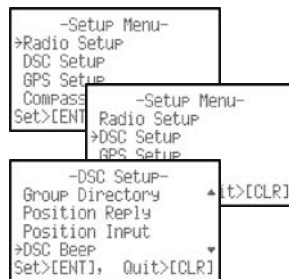 -Setup Menu-
→Radio Setup
DSC Setup
GPS Setup
Compass
Set>[ENT
-Setup Menu-
Radio Setup
→DSC Setup
GPS Setup
it>[CLR]
-DSC Setup-
Group Directory ▲
Position Reply
Position Input
→DSC Beep ▼
Set>[ENT], Quit>[CLR]